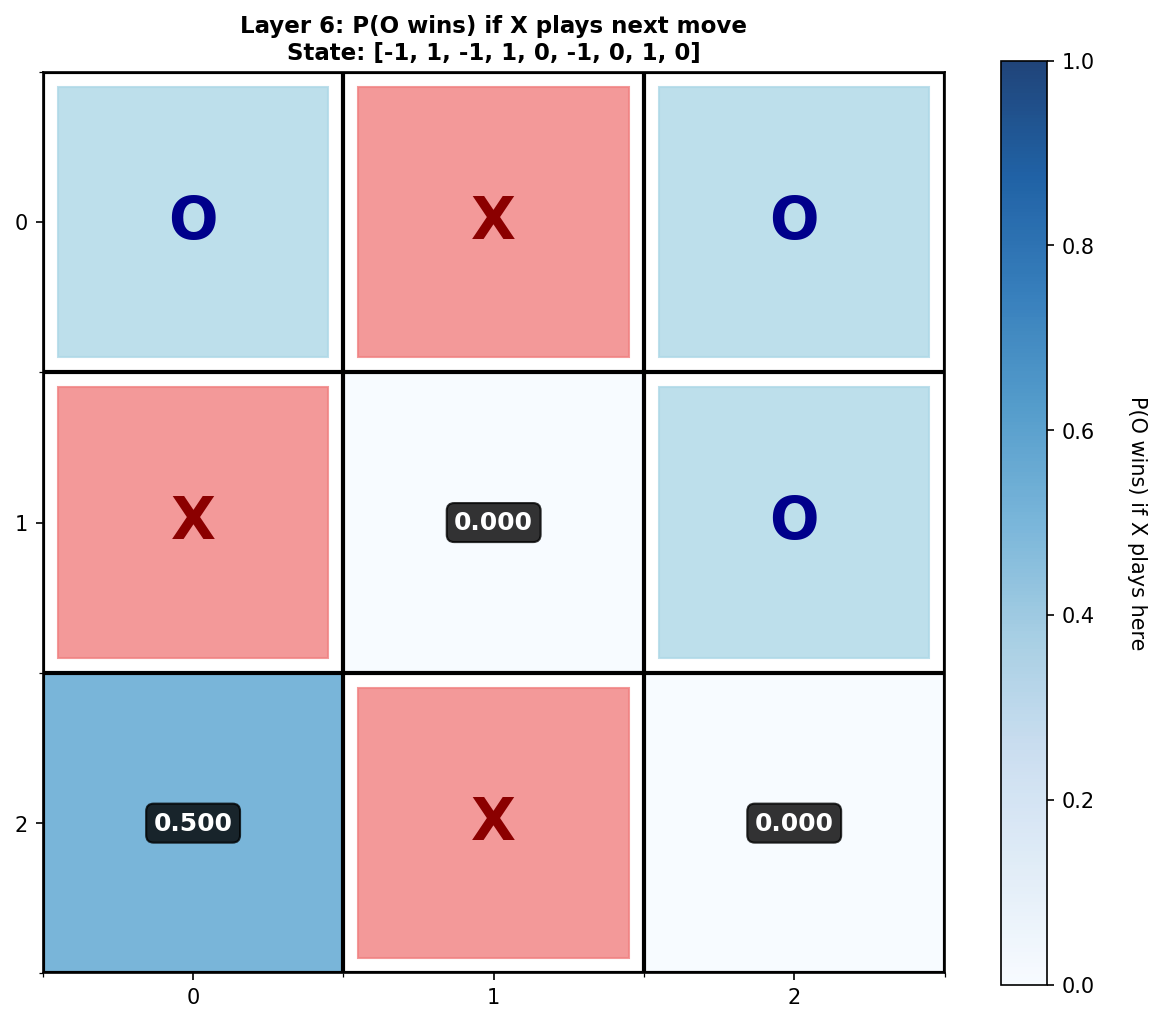 Layer 6: P(O wins) if X plays next move
State: [-1, 1, -1, 1, 0, -1, 0, 1, 0]
O
X
O
X
0.000
O
0.500
X
0.000
0
1
2
0
1
2
1.0
0.8
0.6
0.4
0.2
0.0
P(O wins) if X plays here